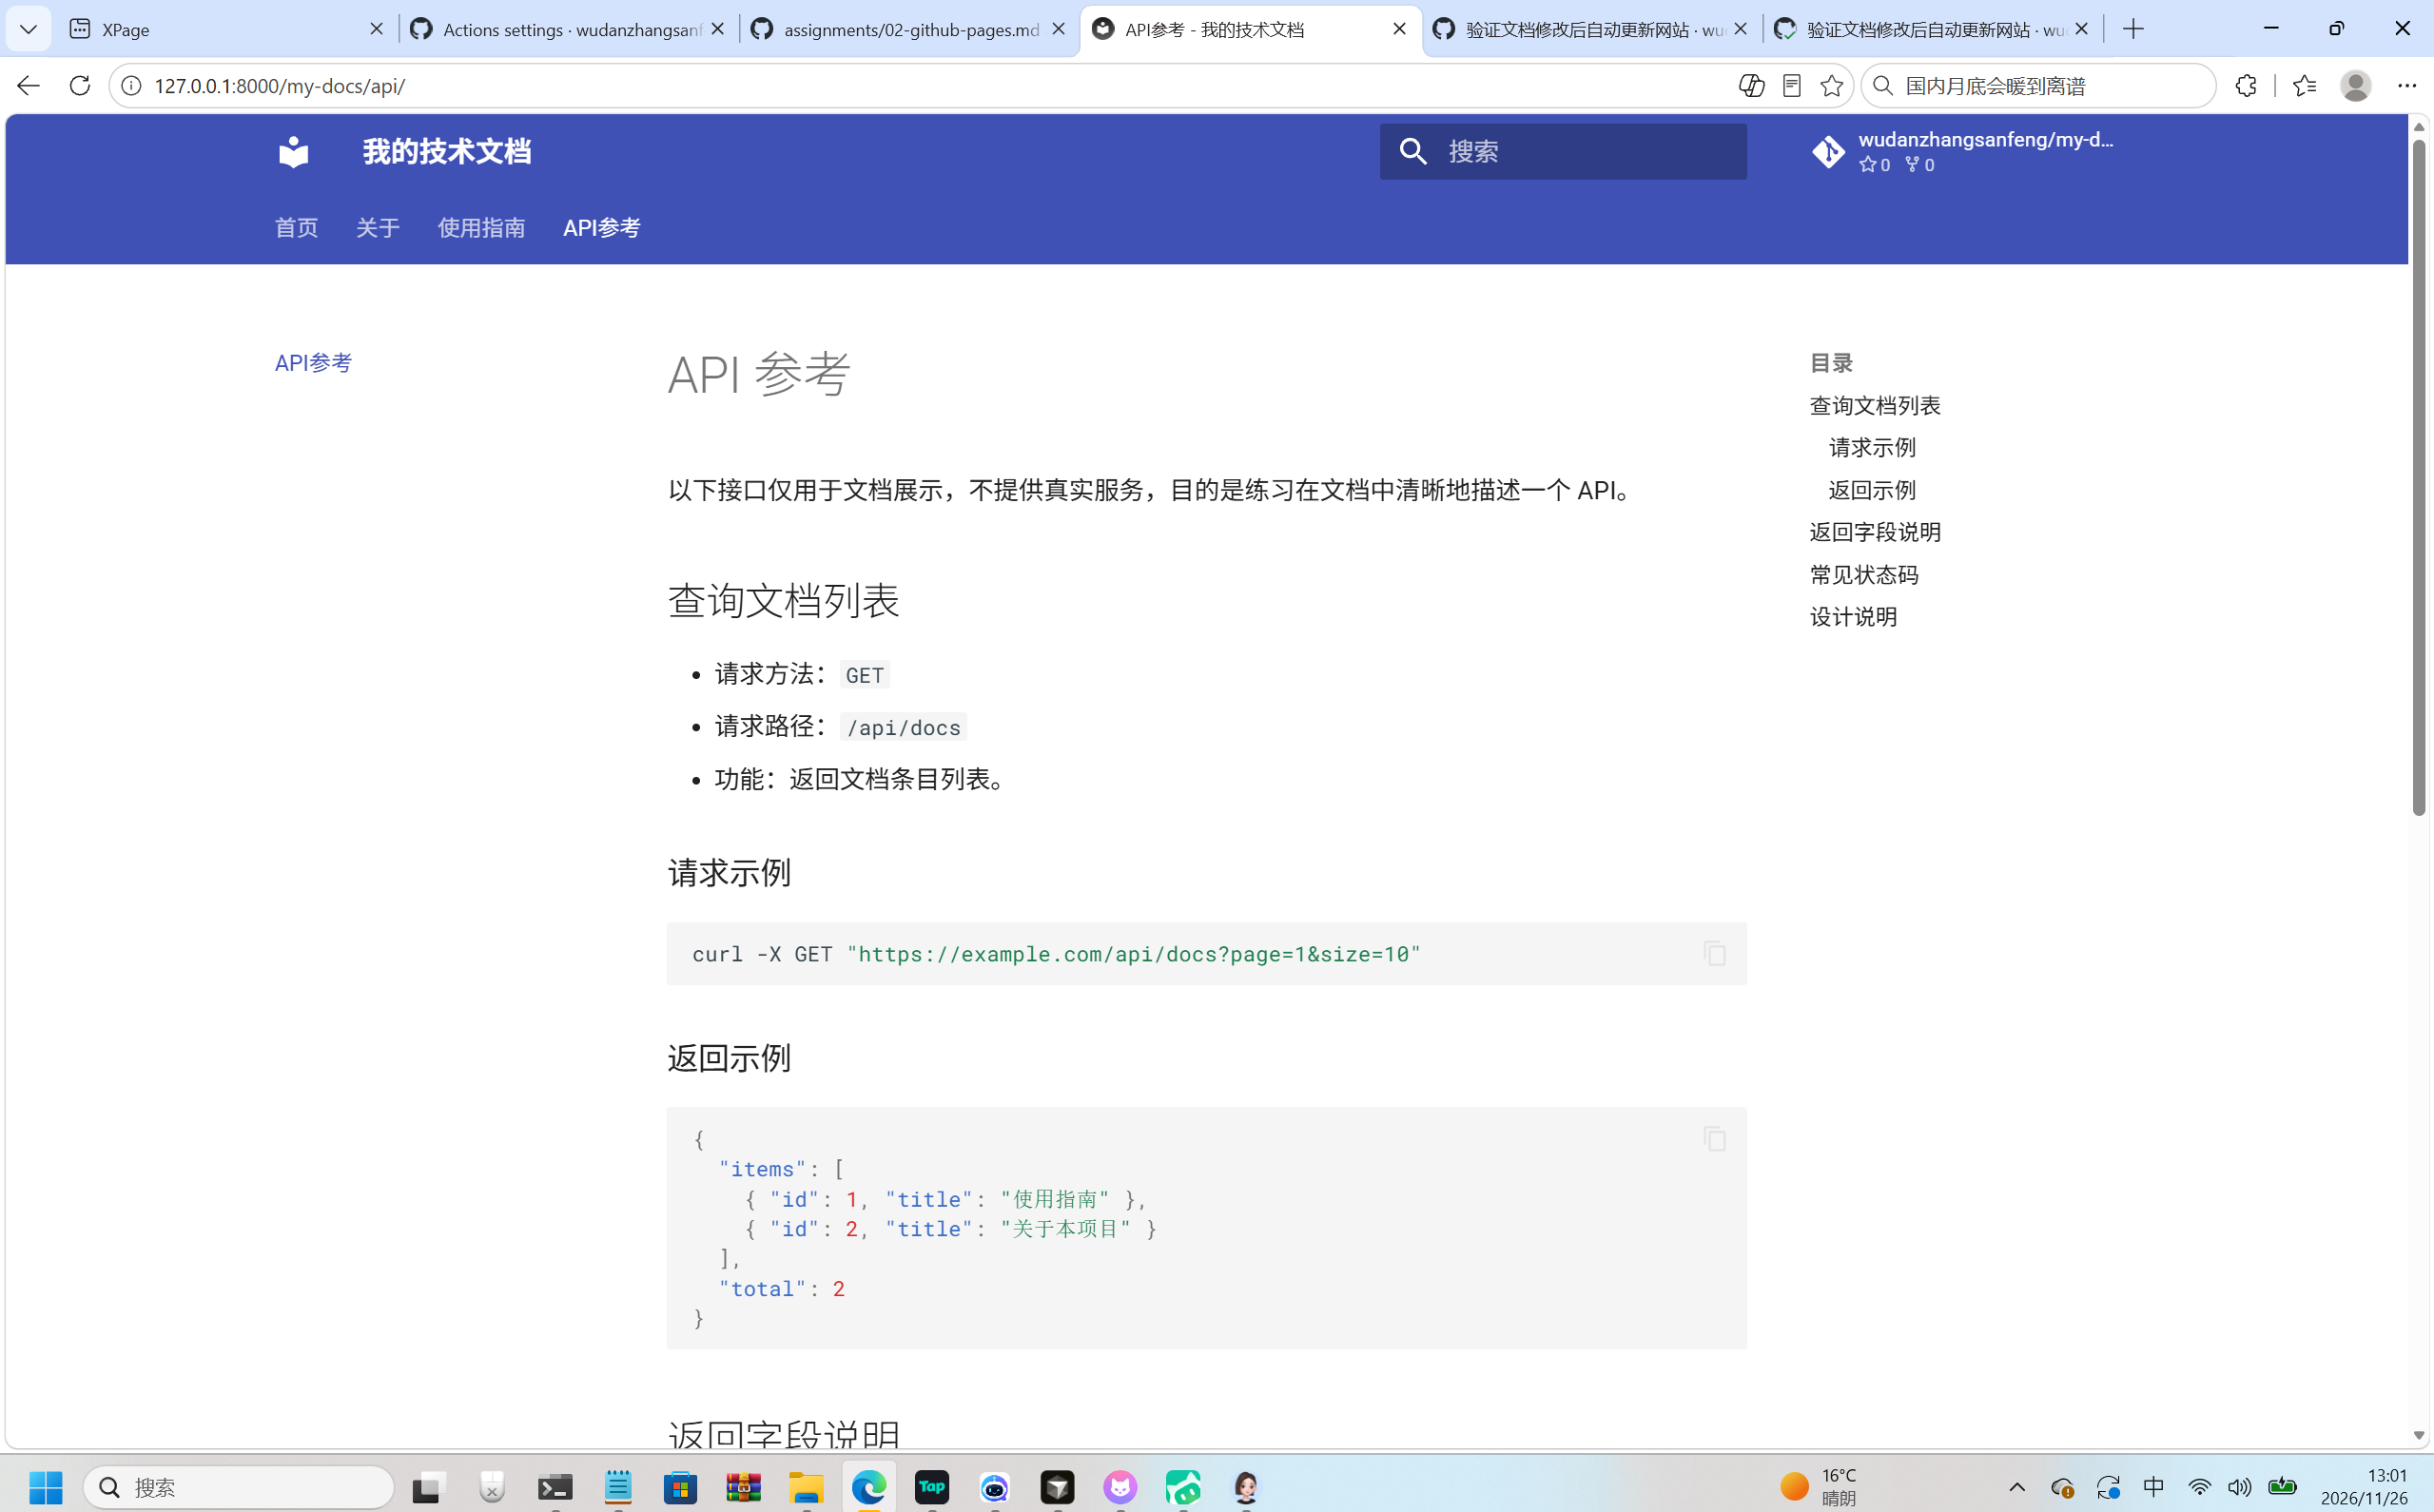 XPage
Actions settings · wudanzhangsanf
assignments/02-github-pages.md
API参考 - 我的技术文档
验证文档修改后自动更新网站 · wu
验证文档修改后自动更新网站 · wu
127.0.0.1:8000/my-docs/api/
国内月底会暖到离谱
我的技术文档
搜索
wudanzhangsanfeng/my-d...
0 0
首页 关于 使用指南 API参考
API参考
API 参考
以下接口仅用于文档展示，不提供真实服务，目的是练习在文档中清晰地描述一个 API。
查询文档列表
请求方法： GET
请求路径： /api/docs
功能：返回文档条目列表。
请求示例
curl -X GET "https://example.com/api/docs?page=1&size=10"
返回示例
{
"items": [
{ "id": 1, "title": "使用指南" },
{ "id": 2, "title": "关于本项目" }
],
"total": 2
}
返回字段说明
目录
查询文档列表
请求示例
返回示例
返回字段说明
常见状态码
设计说明
搜索
Tap
16°C
晴朗
中
13:01
2026/11/26